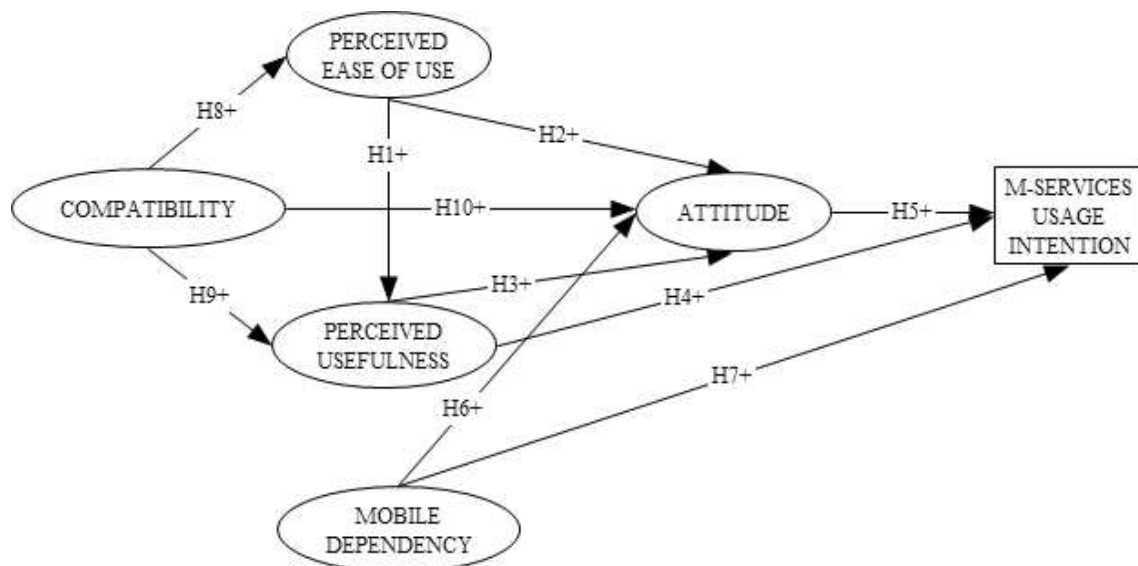 PERCEIVED
EASE OF USE
H8+
H2+
H1+
COMPATIBILITY
H10+
ATTITUDE
H5+
M-SERVICES
USAGE
INTENTION
H9+
H3+
H4+
PERCEIVED
USEFULNESS
H7+
H6+
MOBILE
DEPENDENCY